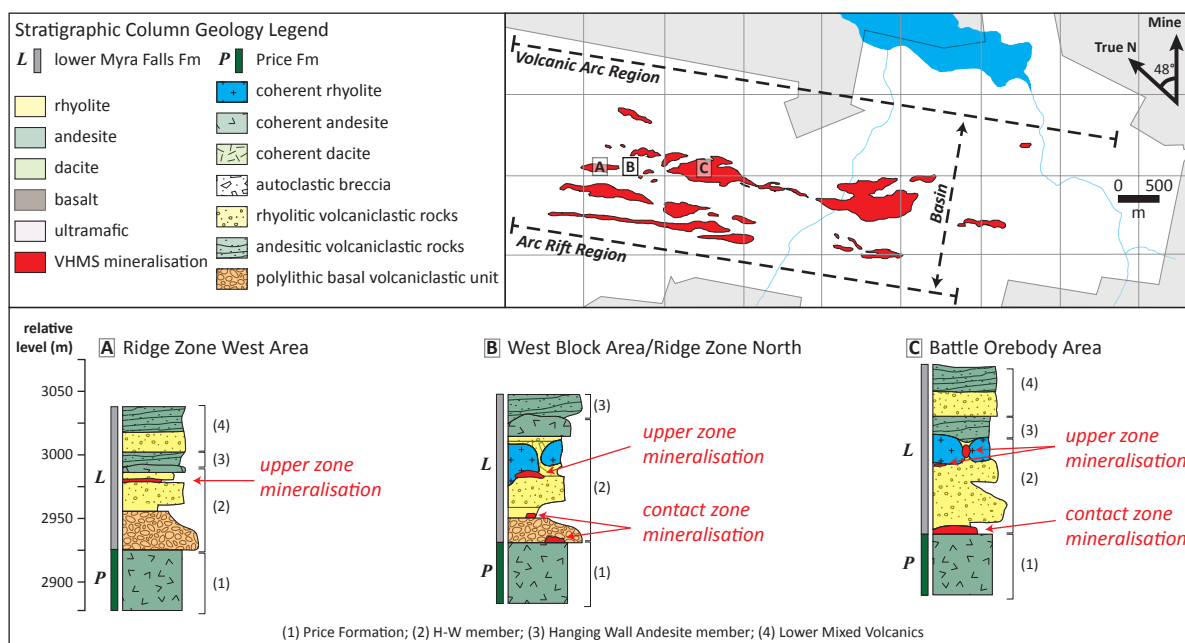 Stratigraphic Column Geology Legend
L lower Myra Falls Fm
P Price Fm
rhyolite
andesite
dacite
basalt
ultramafic
VHMS mineralisation
coherent rhyolite
coherent andesite
coherent dacite
autoclastic breccia
rhyolitic volcaniclastic rocks
andesitic volcaniclastic rocks
polylithic basal volcaniclastic unit
Volcanic Arc Region
Arc Rift Region
Basin
A
B
C
Mine
True N
48°
0 500
m
relative
level (m)
3050
3000
2950
2900
A Ridge Zone West Area
L
P
(4)
(3)
(2)
(1)
upper zone
mineralisation
B West Block Area/Ridge Zone North
L
P
(3)
(2)
(1)
upper zone
mineralisation
contact zone
mineralisation
C Battle Orebody Area
L
P
(4)
(3)
(2)
(1)
upper zone
mineralisation
contact zone
mineralisation
(1) Price Formation; (2) H-W member; (3) Hanging Wall Andesite member; (4) Lower Mixed Volcanics